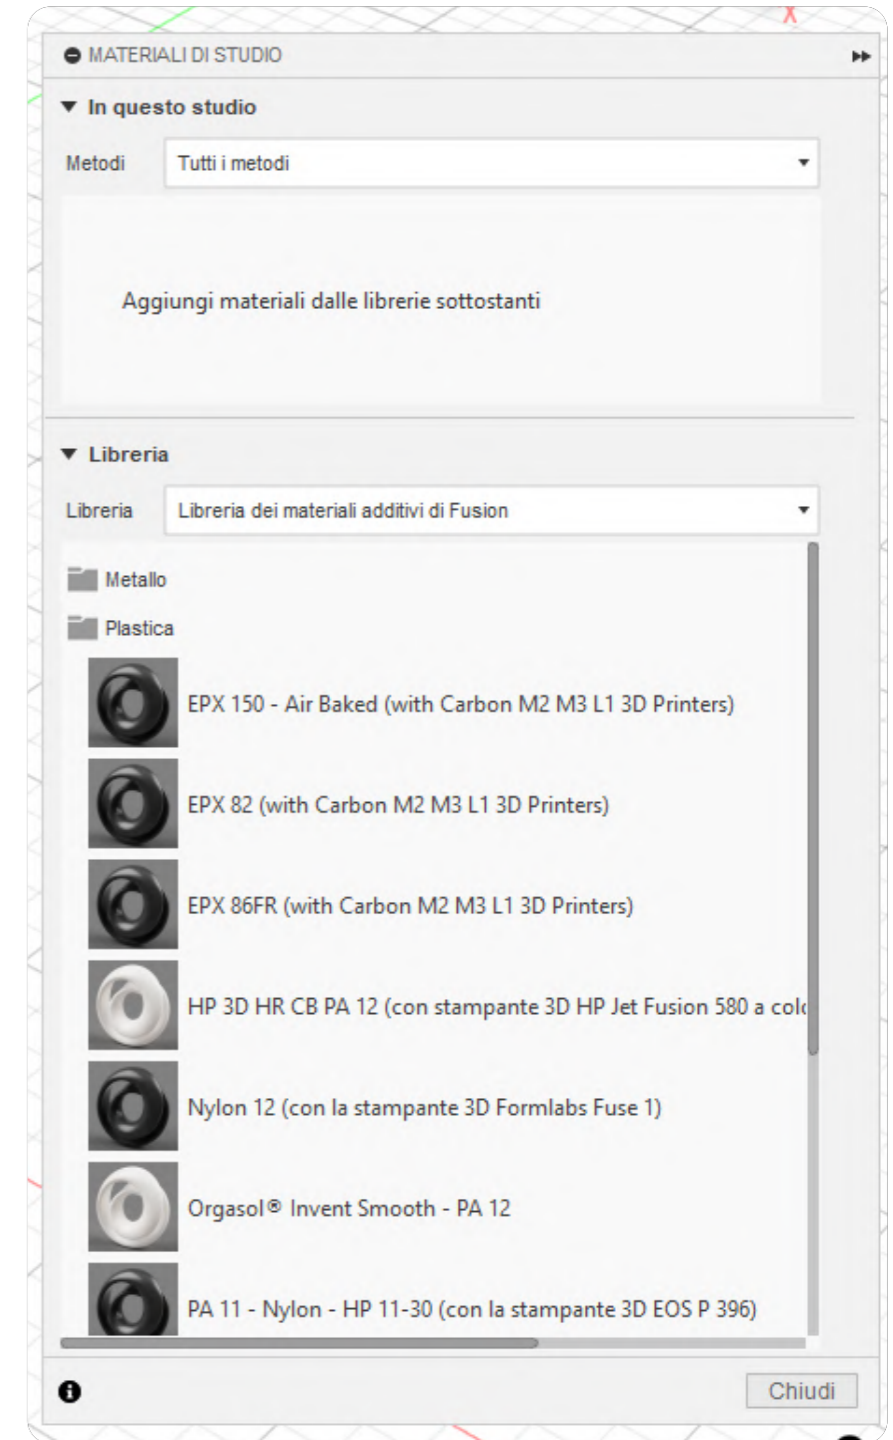 X
MATERIALI DI STUDIO
In questo studio
Metodi Tutti i metodi
Aggiungi materiali dalle librerie sottostanti
Libreria
Libreria Libreria dei materiali additivi di Fusion
Metallo
Plastica
EPX 150 - Air Baked (with Carbon M2 M3 L1 3D Printers)
EPX 82 (with Carbon M2 M3 L1 3D Printers)
EPX 86FR (with Carbon M2 M3 L1 3D Printers)
HP 3D HR CB PA 12 (con stampante 3D HP Jet Fusion 580 a
Nylon 12 (con la stampante 3D Formlabs Fuse 1)
Orgasol® Invent Smooth - PA 12
PA 11 - Nylon - HP 11-30 (con la stampante 3D EOS P 396)
Chiudi